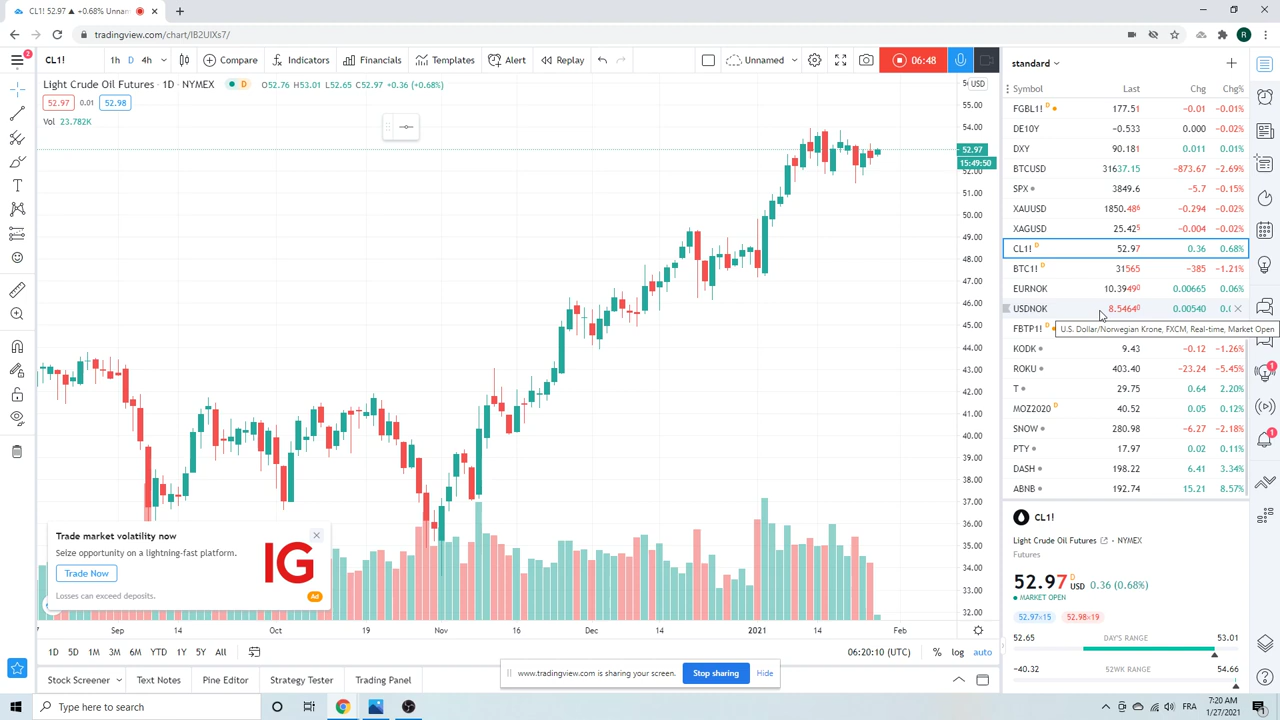 CL1! 52.97 ▲ +0.68% Unnan
tradingview.com/chart/IB2UlXs7/
R
2
CL1! 1h D 4h Compare Indicators Financials Templates Alert Replay Unnamed 06:48
Light Crude Oil Futures · 1D · NYMEX D O52.07 H53.01 L52.65 C52.97 +0.36 (+0.68%)
52.97 0.01 52.98
Vol 23.782K
USD
55.00
54.00
52.97
15:49:50
52.00
51.00
50.00
49.00
48.00
47.00
46.00
45.00
44.00
43.00
42.00
41.00
40.00
39.00
38.00
37.00
36.00
35.00
34.00
33.00
32.00
Trade market volatility now
Seize opportunity on a lightning-fast platform.
Trade Now
Losses can exceed deposits.
IG
Ad
Sep 14 Oct 19 Nov 16 Dec 14 2021 14 Feb
1D 5D 1M 3M 6M YTD 1Y 5Y All 06:20:10 (UTC) % log auto
Stock Screener Text Notes Pine Editor Strategy Tester Trading Panel
www.tradingview.com is sharing your screen. Stop sharing Hide
standard
Symbol Last Chg Chg%
FGBL1! D 177.51 −0.01 −0.01%
DE10Y −0.533 0.000 −0.02%
DXY 90.181 0.011 0.01%
BTCUSD 31637.15 −873.67 −2.69%
SPX 3849.6 −5.7 −0.15%
XAUUSD 1850.486 −0.294 −0.02%
XAGUSD 25.425 −0.004 −0.02%
CL1! D 52.97 0.36 0.68%
BTC1! D 31565 −385 −1.21%
EURNOK 10.39490 0.00665 0.06%
USDNOK 8.54640 0.00540
FBTP1! D
U.S. Dollar/Norwegian Krone, FXCM, Real-time, Market Open
KODK 9.43 −0.12 −1.26%
ROKU 403.40 −23.24 −5.45%
T 29.75 0.64 2.20%
MOZ2020 D 40.52 0.05 0.12%
SNOW 280.98 −6.27 −2.18%
PTY 17.97 0.02 0.11%
DASH 198.22 6.41 3.34%
ABNB 192.74 15.21 8.57%
CL1!
Light Crude Oil Futures • NYMEX
Futures
52.97 D USD 0.36 (0.68%)
MARKET OPEN
52.97×15 52.98×19
52.65 DAY'S RANGE 53.01
−40.32 52WK RANGE 54.66
1
1
Type here to search
FRA
7:20 AM
1/27/2021
1